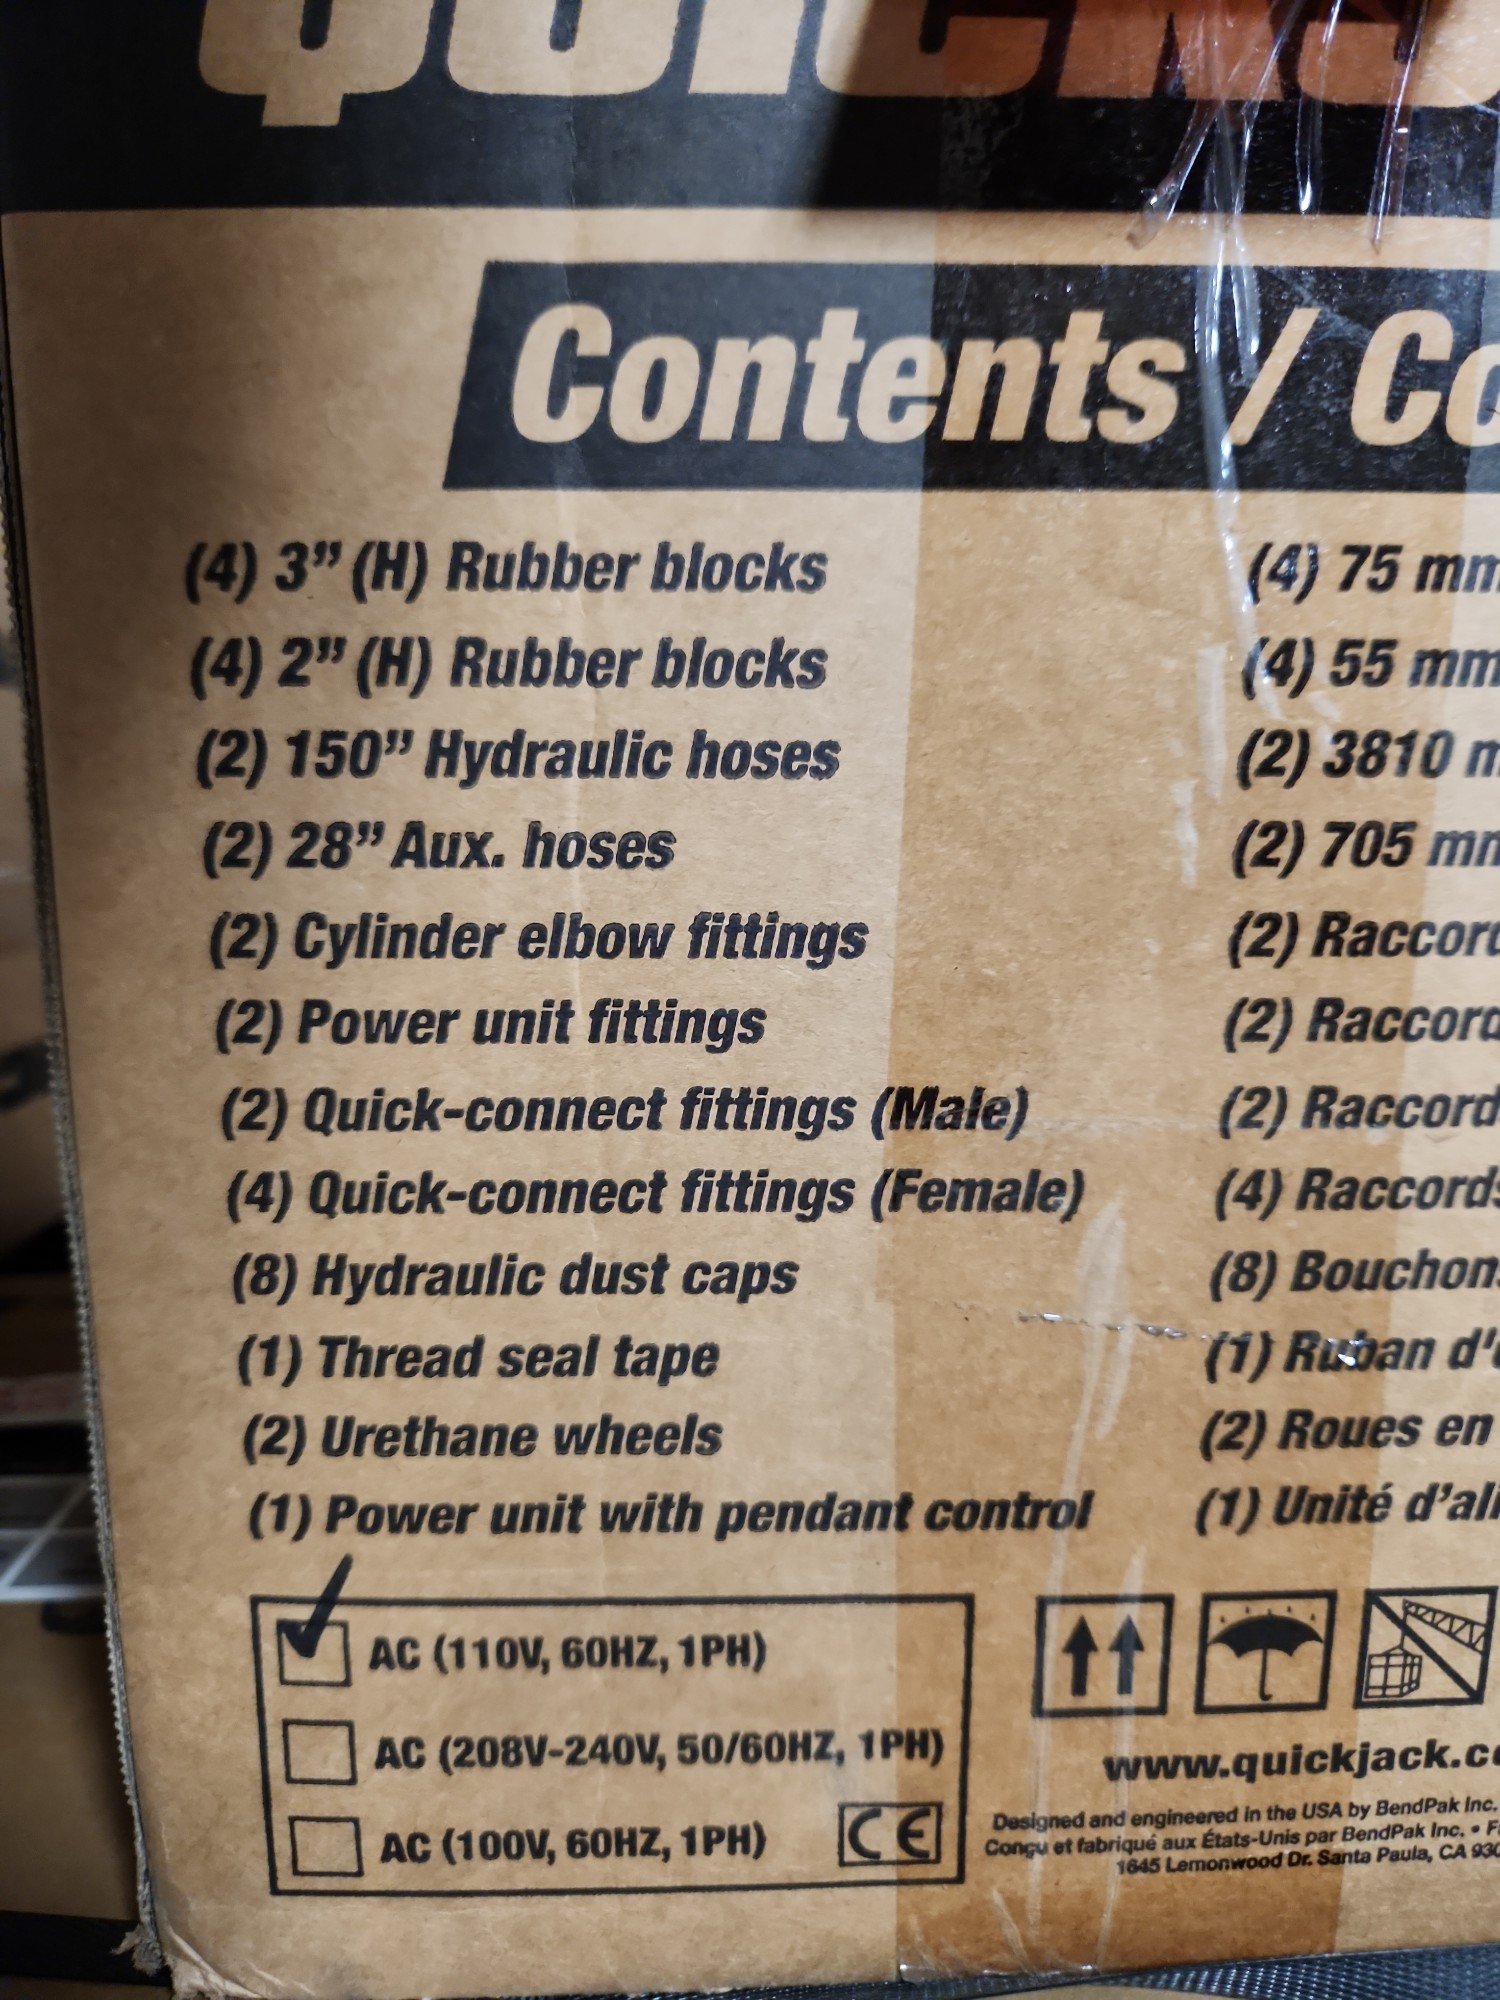 Contents /
(4) 3” (H) Rubber blocks
(4) 2” (H) Rubber blocks
(2) 150” Hydraulic hoses
(2) 28” Aux. hoses
(2) Cylinder elbow fittings
(2) Power unit fittings
(2) Quick-connect fittings (Male)
(4) Quick-connect fittings (Female)
(8) Hydraulic dust caps
(1) Thread seal tape
(2) Urethane wheels
(1) Power unit with pendant control
(4) 75 mm
(4) 55 mm
(2) 3810 m
(2) 705 mm
(2) Raccord
(2) Raccord
(2) Raccord
(4) Raccords
(8) Bouchons
(1) Ruban d'
(2) Roues en
(1) Unité d’ali
AC (110V, 60HZ, 1PH)
AC (208V-240V, 50/60HZ, 1PH)
AC (100V, 60HZ, 1PH)
CE
www.quickjack.co
Designed and engineered in the USA by BendPak Inc.
Conçu et fabriqué aux États-Unis par BendPak Inc. •
1645 Lemonwood Dr. Santa Paula, CA 930